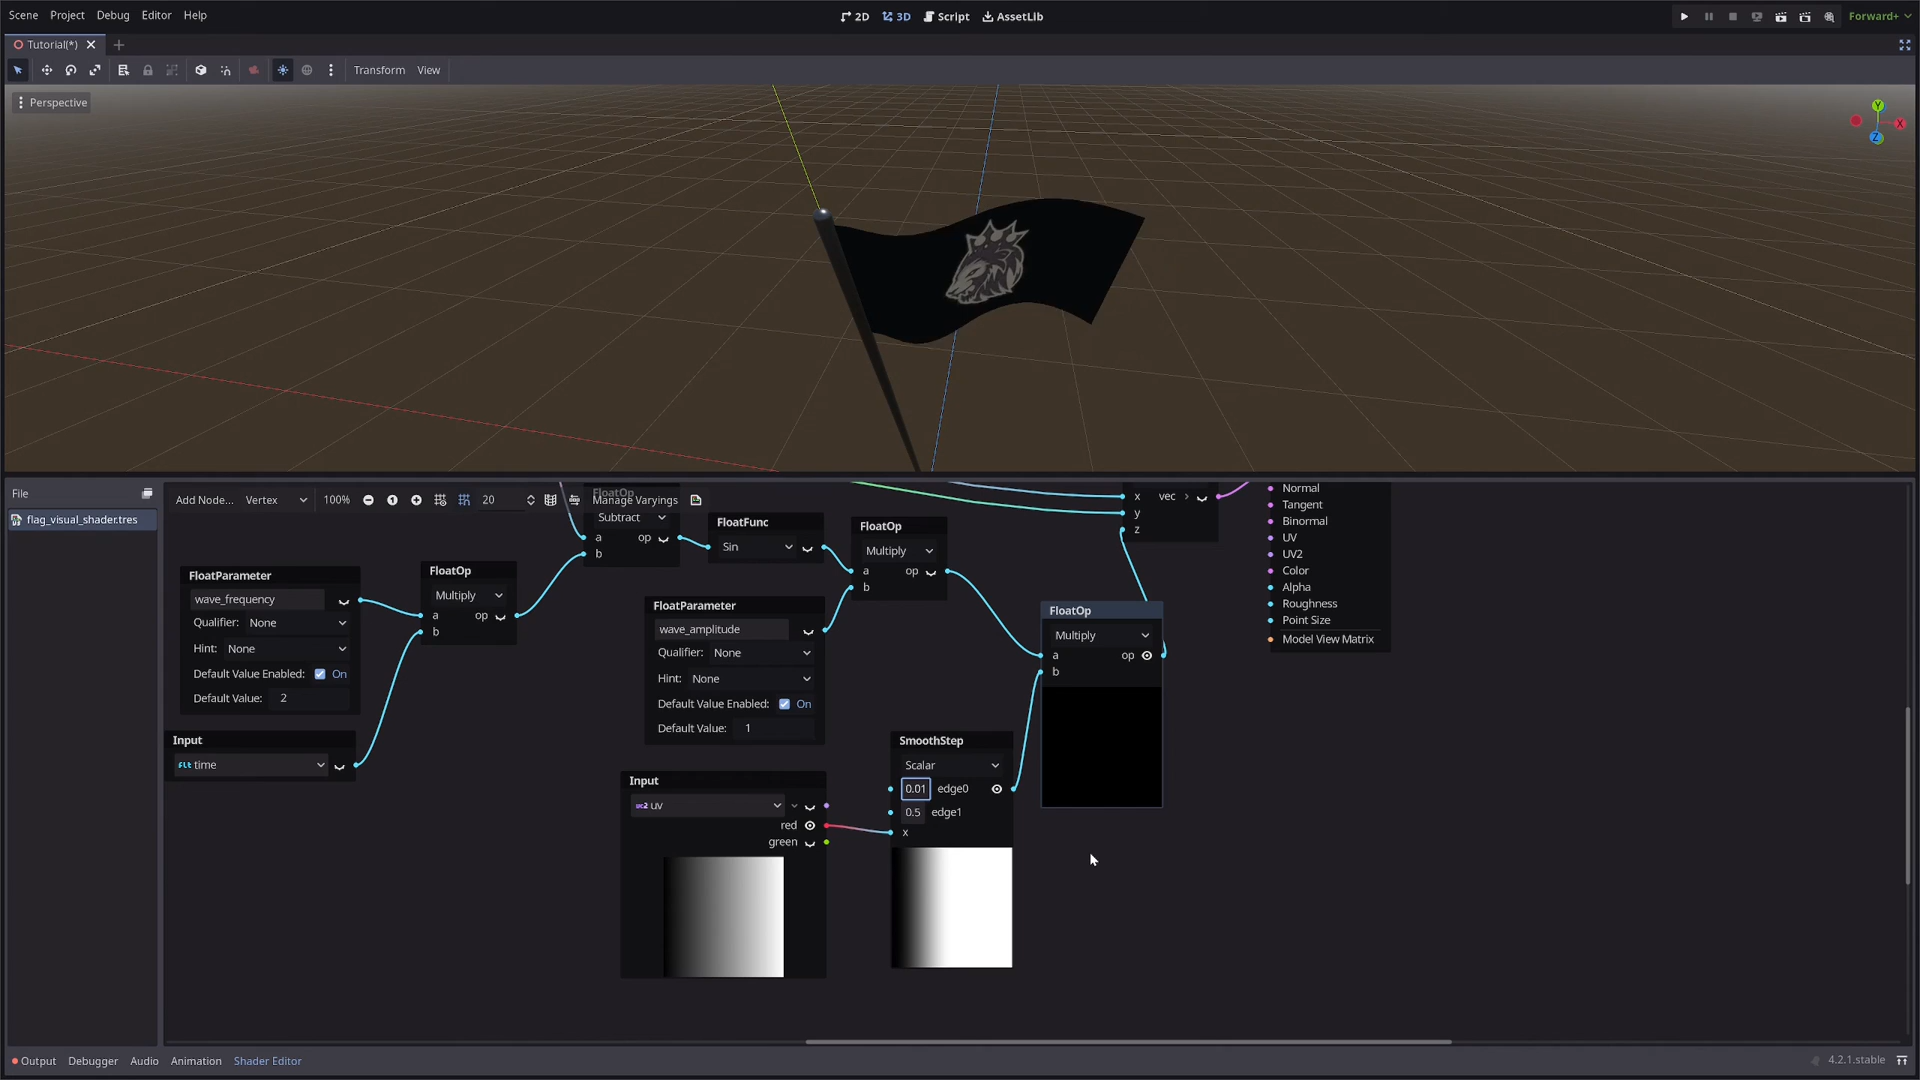 Scene Project Debug Editor Help
2D 3D Script AssetLib
Forward+
Tutorial(*)
Transform View
Perspective
Y
X
Z
File
flag_visual_shader.tres
Add Node... Vertex 100% 20 Manage Varyings
FloatOp
Subtract
a op
b
FloatFunc
Sin
FloatOp
Multiply
a op
b
x vec
y
z
Normal
Tangent
Binormal
UV
UV2
Color
Alpha
Roughness
Point Size
Model View Matrix
FloatParameter
wave_frequency
Qualifier: None
Hint: None
Default Value Enabled: On
Default Value: 2
FloatOp
Multiply
a op
b
Input
flt time
FloatParameter
wave_amplitude
Qualifier: None
Hint: None
Default Value Enabled: On
Default Value: 1
FloatOp
Multiply
a op
b
Input
vc2 uv
red
green
SmoothStep
Scalar
0.01 edge0
0.5 edge1
x
Output Debugger Audio Animation Shader Editor
4.2.1.stable